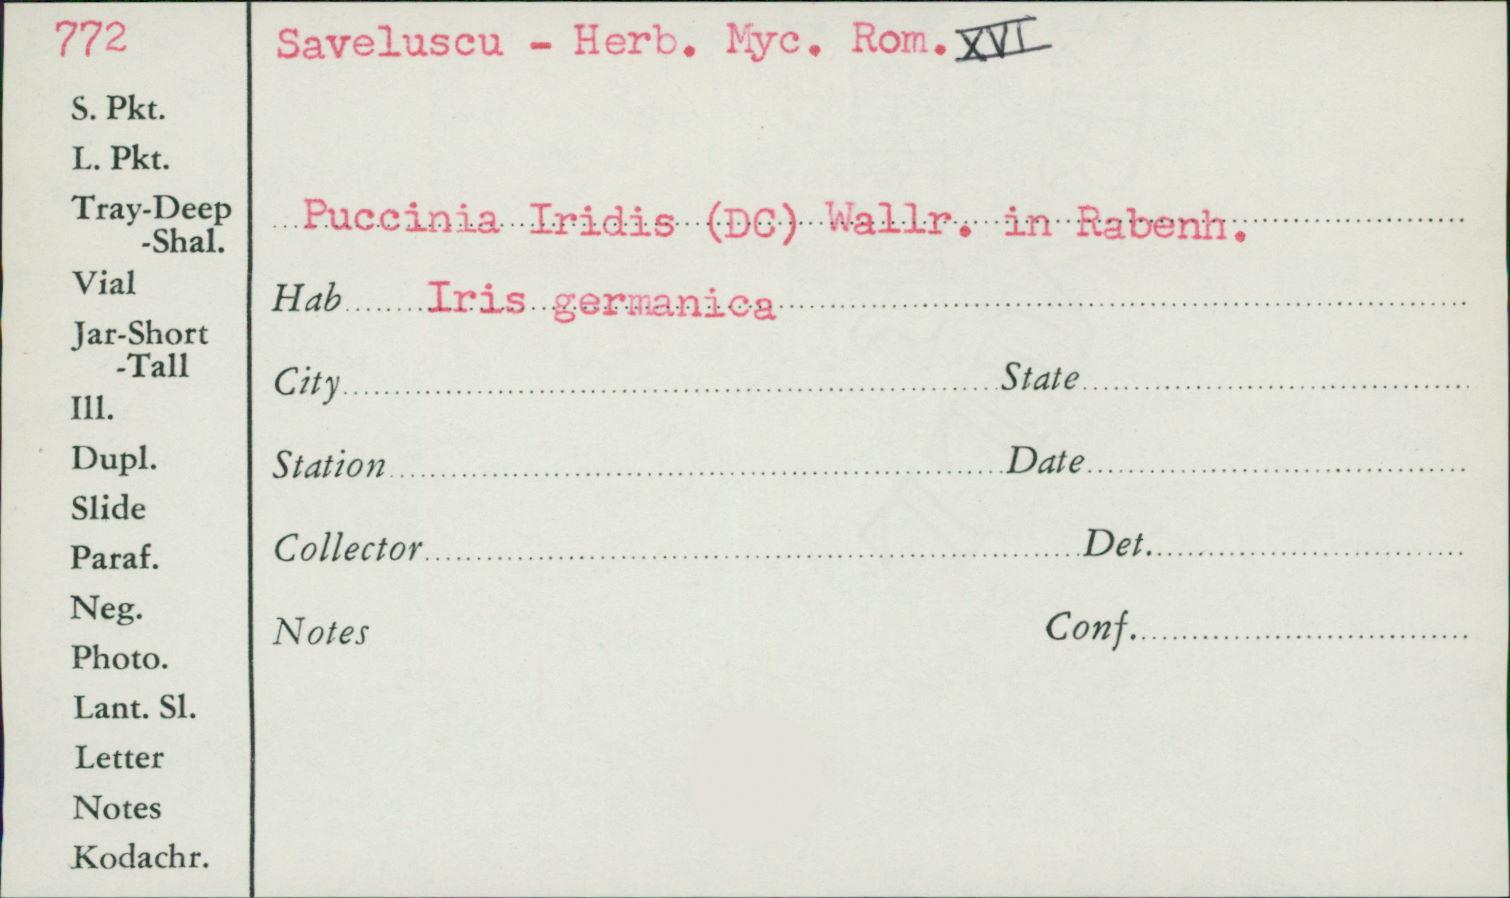 772
Saveluscu - Herb. Myc. Rom. XVI
S. Pkt.
L. Pkt.
Tray-Deep
-Shal.
Puccinia Iridis (DC) Wallr. in Rabenh.
Vial
Hab Iris germanica
Jar-Short
-Tall
City State
Ill.
Dupl.
Station Date
Slide
Paraf.
Collector Det.
Neg.
Notes Conf.
Photo.
Lant. Sl.
Letter
Notes
Kodachr.